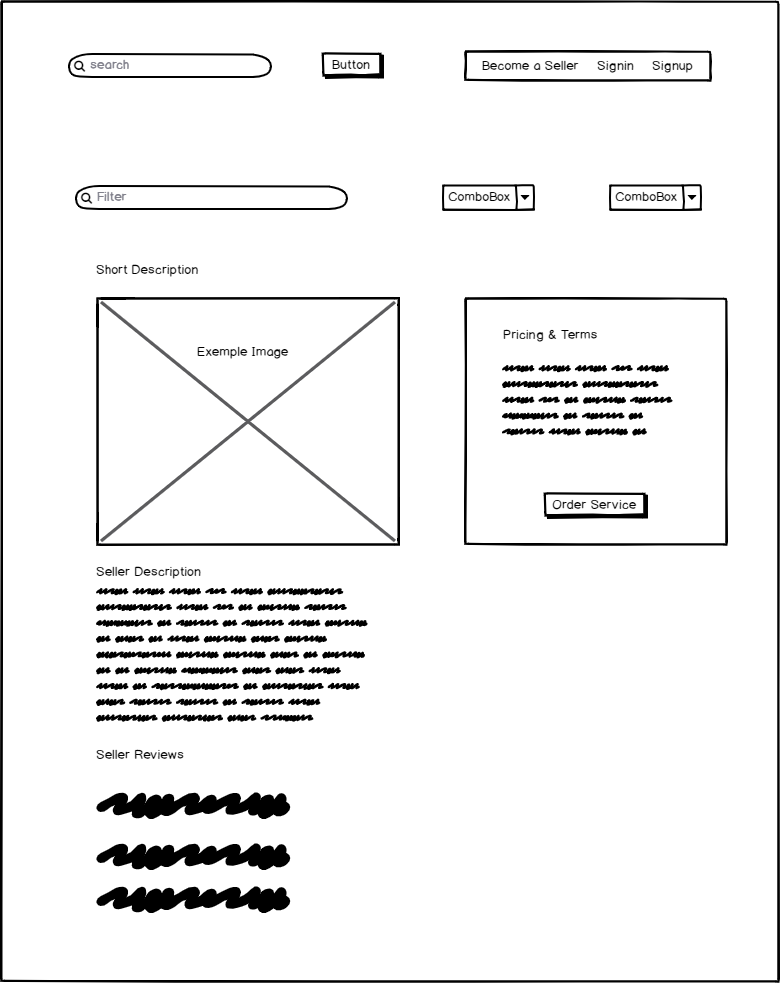 search
Button
Become a Seller Signin Signup
Filter
ComboBox
ComboBox
Short Description
Exemple Image
Pricing & Terms
Order Service
Seller Description
Seller Reviews